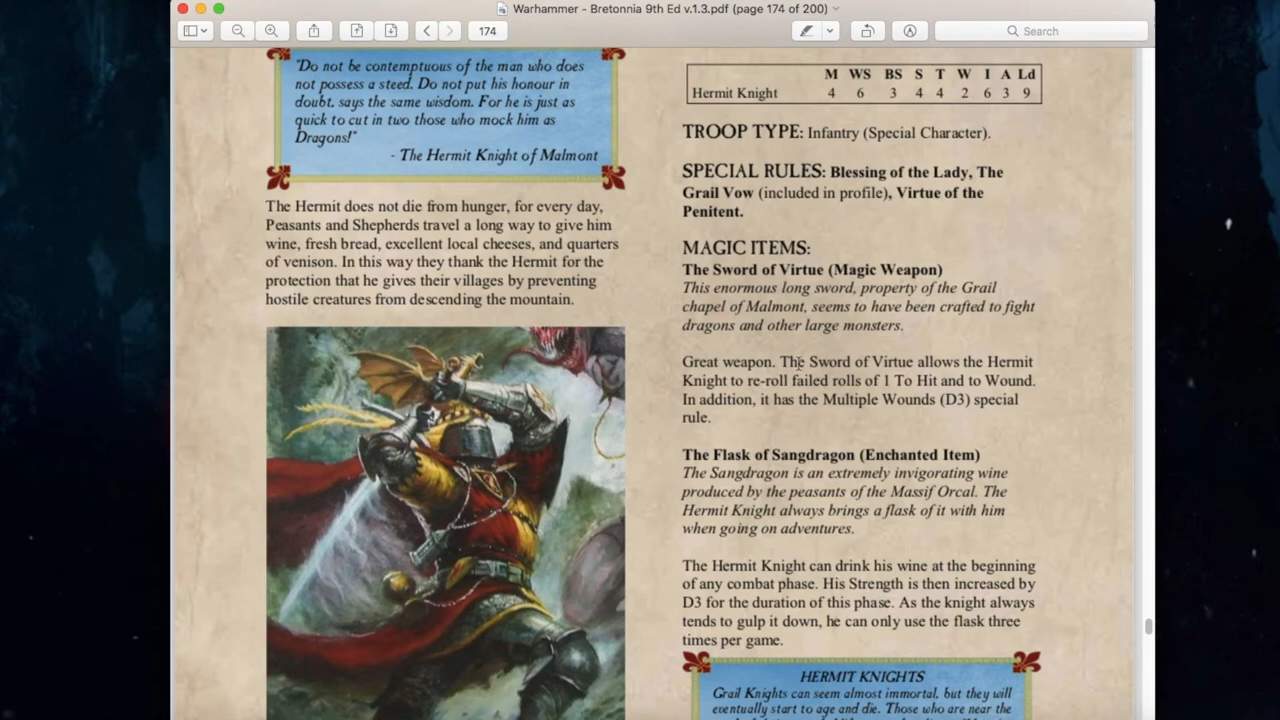 Warhammer - Bretonnia 9th Ed v.1.3.pdf (page 174 of 200)
174
Search
"Do not be contemptuous of the man who does
not possess a steed. Do not put his honour in
doubt, says the same wisdom. For he is just as
quick to cut in two those who mock him as
Dragons!"
- The Hermit Knight of Malmont
The Hermit does not die from hunger, for every day,
Peasants and Shepherds travel a long way to give him
wine, fresh bread, excellent local cheeses, and quarters
of venison. In this way they thank the Hermit for the
protection that he gives their villages by preventing
hostile creatures from descending the mountain.
M WS BS S T W I A Ld
Hermit Knight 4 6 3 4 4 2 6 3 9
TROOP TYPE: Infantry (Special Character).
SPECIAL RULES: Blessing of the Lady, The
Grail Vow (included in profile), Virtue of the
Penitent.
MAGIC ITEMS:
The Sword of Virtue (Magic Weapon)
This enormous long sword, property of the Grail
chapel of Malmont, seems to have been crafted to fight
dragons and other large monsters.
Great weapon. The Sword of Virtue allows the Hermit
Knight to re-roll failed rolls of 1 To Hit and to Wound.
In addition, it has the Multiple Wounds (D3) special
rule.
The Flask of Sangdragon (Enchanted Item)
The Sangdragon is an extremely invigorating wine
produced by the peasants of the Massif Orcal. The
Hermit Knight always brings a flask of it with him
when going on adventures.
The Hermit Knight can drink his wine at the beginning
of any combat phase. His Strength is then increased by
D3 for the duration of this phase. As the knight always
tends to gulp it down, he can only use the flask three
times per game.
HERMIT KNIGHTS
Grail Knights can seem almost immortal, but they will
eventually start to age and die. Those who are near the